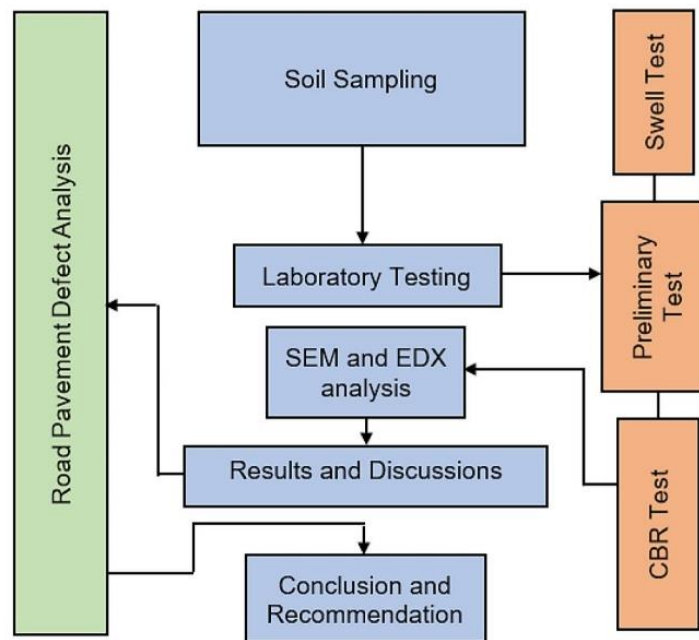 Soil Sampling
Swell Test
Road Pavement Defect Analysis
Laboratory Testing
Preliminary
Test
SEM and EDX
analysis
Results and Discussions
CBR Test
Conclusion and
Recommendation